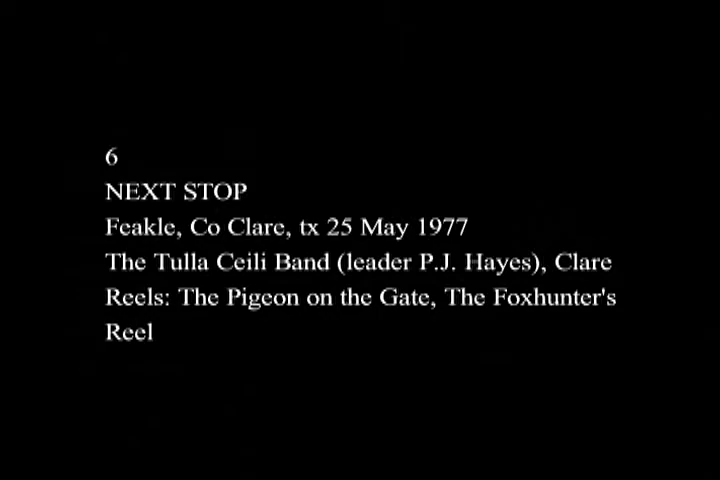 6
NEXT STOP
Feakle, Co Clare, tx 25 May 1977
The Tulla Ceili Band (leader P.J. Hayes), Clare
Reels: The Pigeon on the Gate, The Foxhunter's
Reel